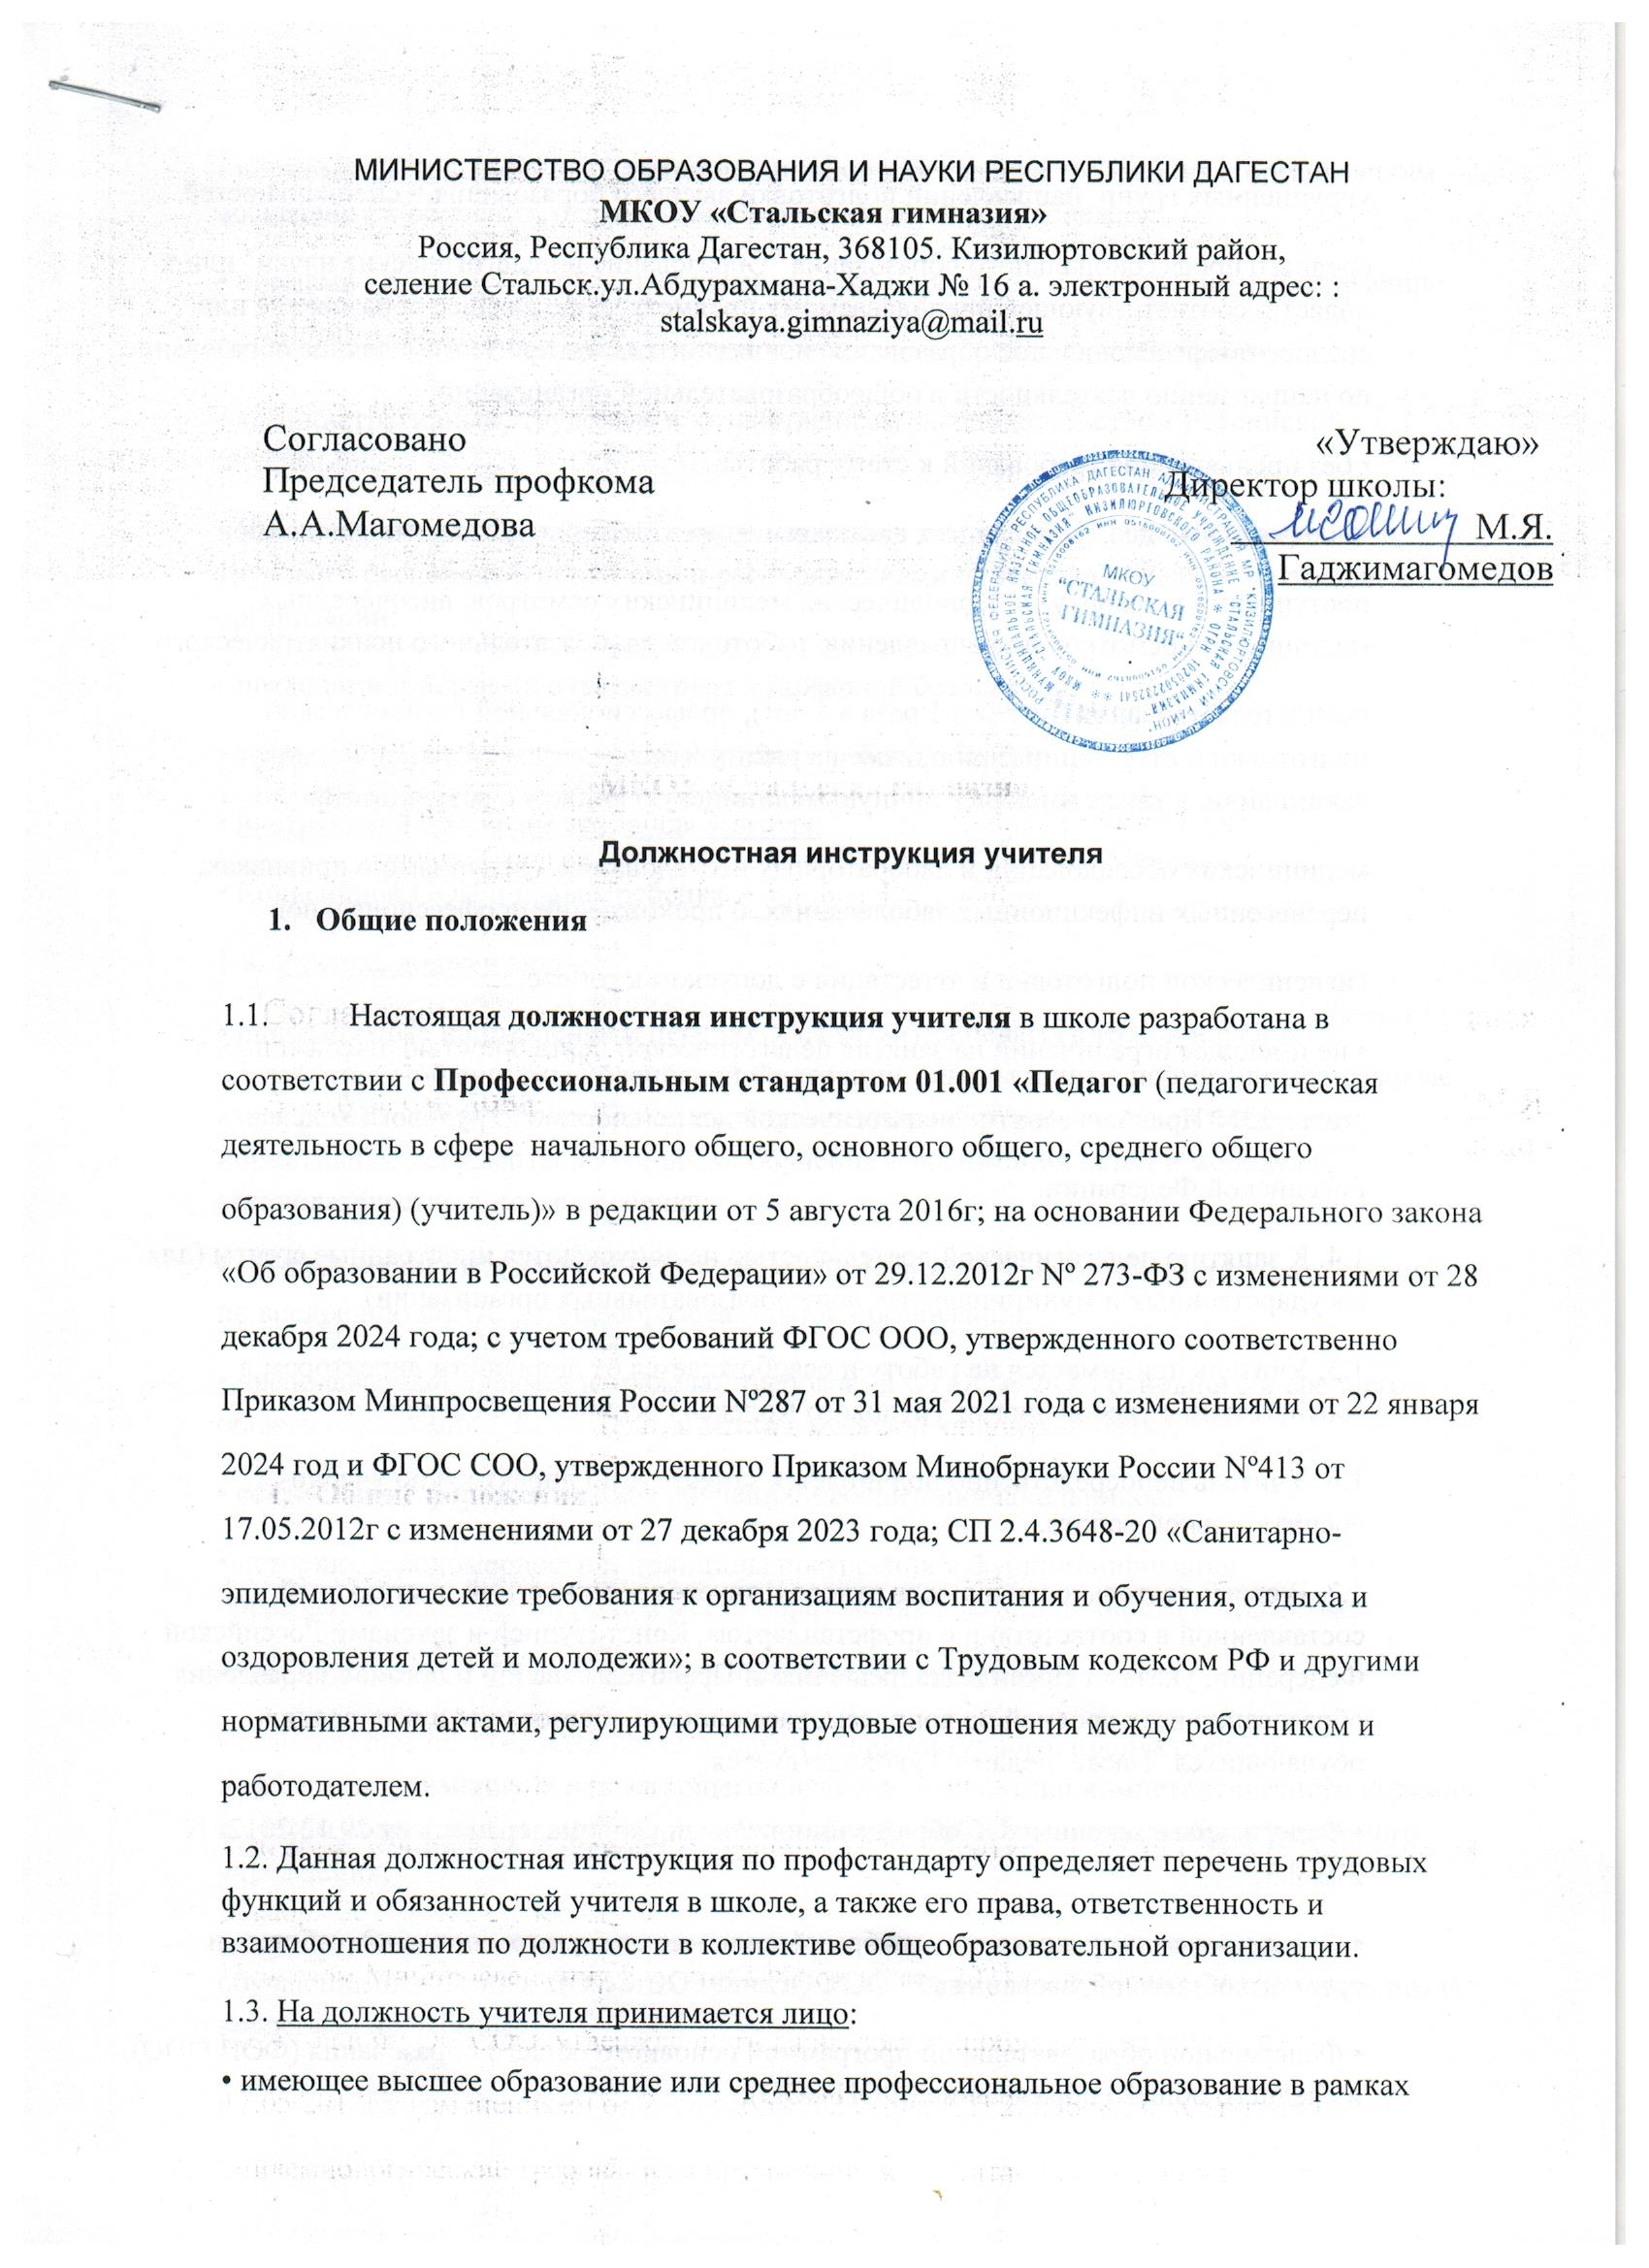 МИНИСТЕРСТВО ОБРАЗОВАНИЯ И НАУКИ РЕСПУБЛИКИ ДАГЕСТАН
МКОУ «Стальская гимназия»
Россия, Республика Дагестан, 368105. Кизилюртовский район,
селение Стальск.ул.Абдурахмана-Хаджи № 16 а. электронный адрес: :
stalskaya.gimnaziya@mail.ru
Согласовано
Председатель профкома
А.А.Магомедова
«Утверждаю»
Директор школы:
М.Я.
Гаджимагомедов
МКОУ
"СТАЛЬСКАЯ
ГИМНАЗИЯ"
Должностная инструкция учителя
1. Общие положения
1.1. Настоящая должностная инструкция учителя в школе разработана в
соответствии с Профессиональным стандартом 01.001 «Педагог (педагогическая
деятельность в сфере начального общего, основного общего, среднего общего
образования) (учитель)» в редакции от 5 августа 2016г; на основании Федерального закона
«Об образовании в Российской Федерации» от 29.12.2012г № 273-ФЗ с изменениями от 28
декабря 2024 года; с учетом требований ФГОС ООО, утвержденного соответственно
Приказом Минпросвещения России №287 от 31 мая 2021 года с изменениями от 22 января
2024 год и ФГОС СОО, утвержденного Приказом Минобрнауки России №413 от
17.05.2012г с изменениями от 27 декабря 2023 года; СП 2.4.3648-20 «Санитарно-
эпидемиологические требования к организациям воспитания и обучения, отдыха и
оздоровления детей и молодежи»; в соответствии с Трудовым кодексом РФ и другими
нормативными актами, регулирующими трудовые отношения между работником и
работодателем.
1.2. Данная должностная инструкция по профстандарту определяет перечень трудовых
функций и обязанностей учителя в школе, а также его права, ответственность и
взаимоотношения по должности в коллективе общеобразовательной организации.
1.3. На должность учителя принимается лицо:
• имеющее высшее образование или среднее профессиональное образование в рамках